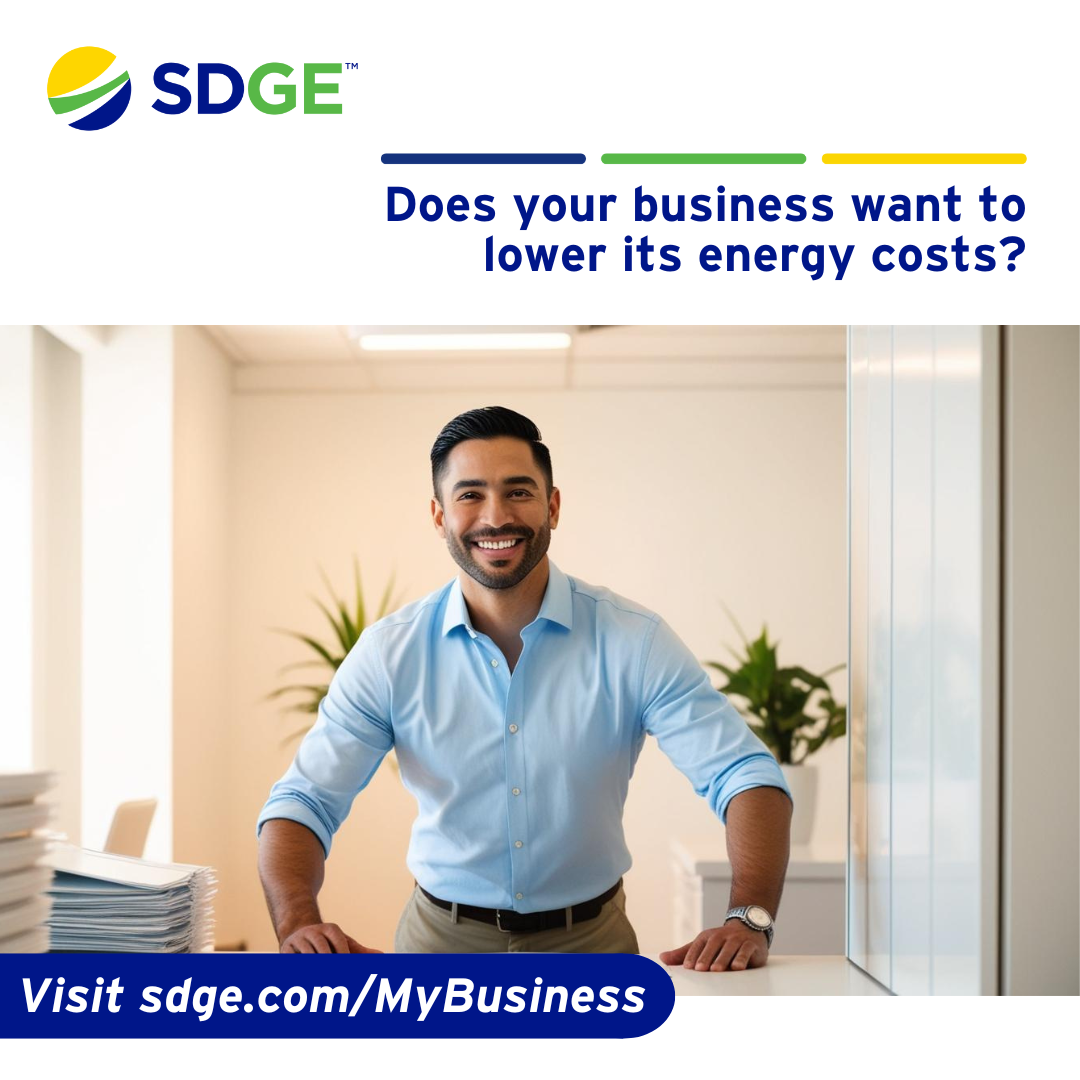 SDGE™
Does your business want to
lower its energy costs?
Visit sdge.com/MyBusiness